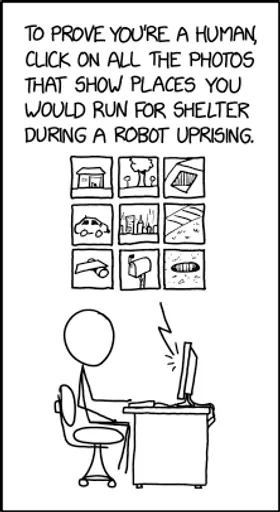 TO PROVE YOU'RE A HUMAN,
CLICK ON ALL THE PHOTOS
THAT SHOW PLACES YOU
WOULD RUN FOR SHELTER
DURING A ROBOT UPRISING.